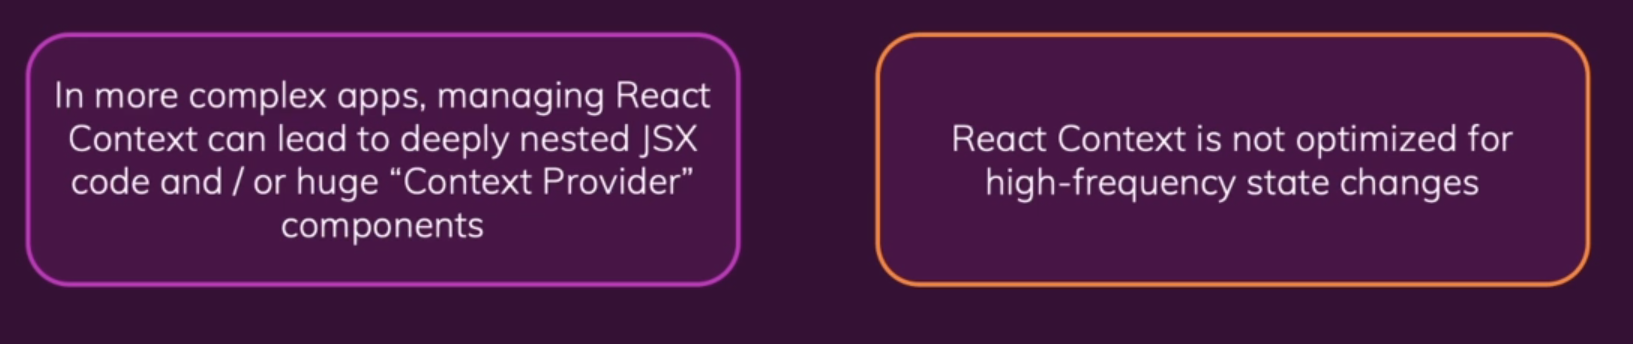 In more complex apps, managing React
Context can lead to deeply nested JSX
code and / or huge “Context Provider”
components
React Context is not optimized for
high-frequency state changes